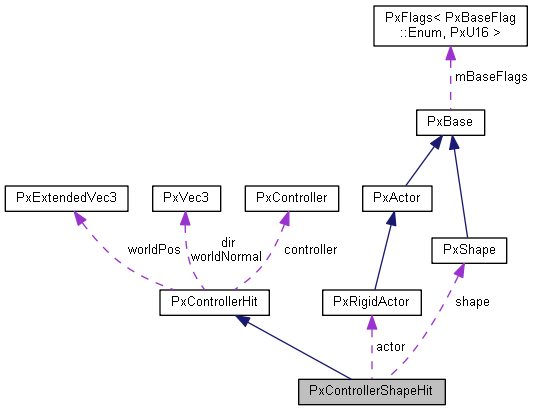 PxFlags< PxBaseFlag
::Enum, PxU16 >
mBaseFlags
PxBase
PxExtendedVec3
PxVec3
PxController
PxActor
worldPos
dir
worldNormal
controller
PxShape
PxControllerHit
PxRigidActor
shape
actor
PxControllerShapeHit